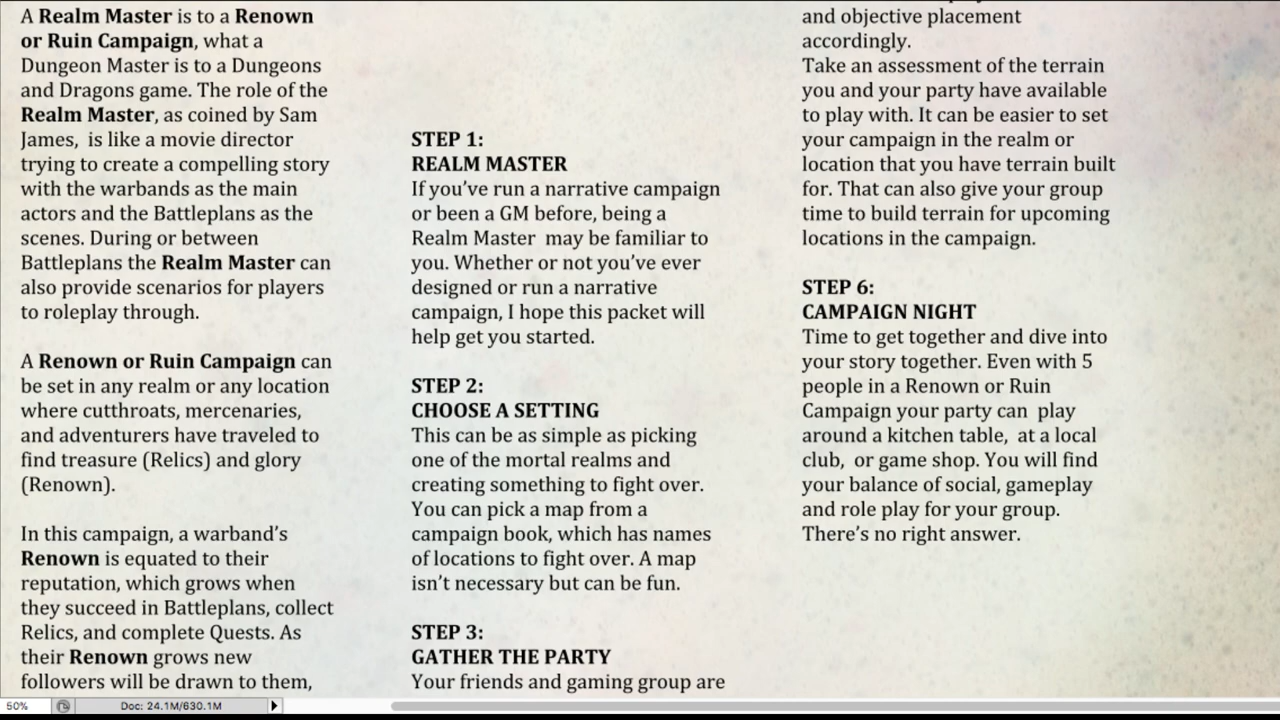 A Realm Master is to a Renown
or Ruin Campaign, what a
Dungeon Master is to a Dungeons
and Dragons game. The role of the
Realm Master, as coined by Sam
James,  is like a movie director
trying to create a compelling story
with the warbands as the main
actors and the Battleplans as the
scenes. During or between
Battleplans the Realm Master can
also provide scenarios for players
to roleplay through.
A Renown or Ruin Campaign can
be set in any realm or any location
where cutthroats, mercenaries,
and adventurers have traveled to
find treasure (Relics) and glory
(Renown).
In this campaign, a warband's
Renown is equated to their
reputation, which grows when
they succeed in Battleplans, collect
Relics, and complete Quests. As
their Renown grows new
followers will be drawn to them,
STEP 1:
REALM MASTER
If you've run a narrative campaign
or been a GM before, being a
Realm Master  may be familiar to
you. Whether or not you've ever
designed or run a narrative
campaign, I hope this packet will
help get you started.
STEP 2:
CHOOSE A SETTING
This can be as simple as picking
one of the mortal realms and
creating something to fight over.
You can pick a map from a
campaign book, which has names
of locations to fight over. A map
isn't necessary but can be fun.
STEP 3:
GATHER THE PARTY
Your friends and gaming group are
and objective placement
accordingly.
Take an assessment of the terrain
you and your party have available
to play with. It can be easier to set
your campaign in the realm or
location that you have terrain built
for. That can also give your group
time to build terrain for upcoming
locations in the campaign.
STEP 6:
CAMPAIGN NIGHT
Time to get together and dive into
your story together. Even with 5
people in a Renown or Ruin
Campaign your party can  play
around a kitchen table,  at a local
club,  or game shop. You will find
your balance of social, gameplay
and role play for your group.
There's no right answer.
50%
Doc: 24.1M/630.1M